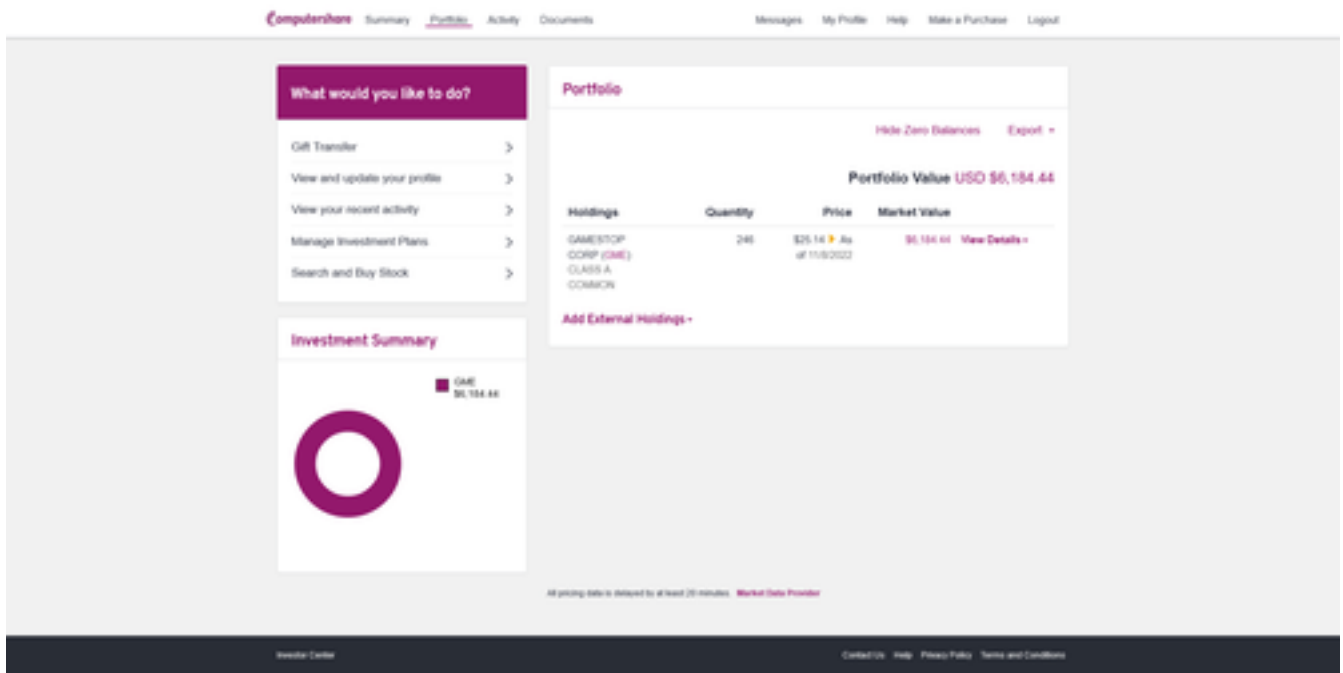 Computershare Summary Portfolio Activity Documents Messages My Profile Help Make a Purchase Logout
What would you like to do?
Gift Transfer
View and update your profile
View your recent activity
Manage Investment Plans
Search and Buy Stock
Investment Summary
GME
$6,184.44
Portfolio
Hide Zero Balances Export
Portfolio Value USD $6,184.44
Holdings Quantity Price Market Value
GAMESTOP 246 $25.14 As $6,184.44 View Details
CORP (GME) of 11/8/2022
CLASS A
COMMON
Add External Holdings
All pricing data is delayed by at least 20 minutes. Market Data Provider
Investor Center Contact Us Help Privacy Policy Terms and Conditions